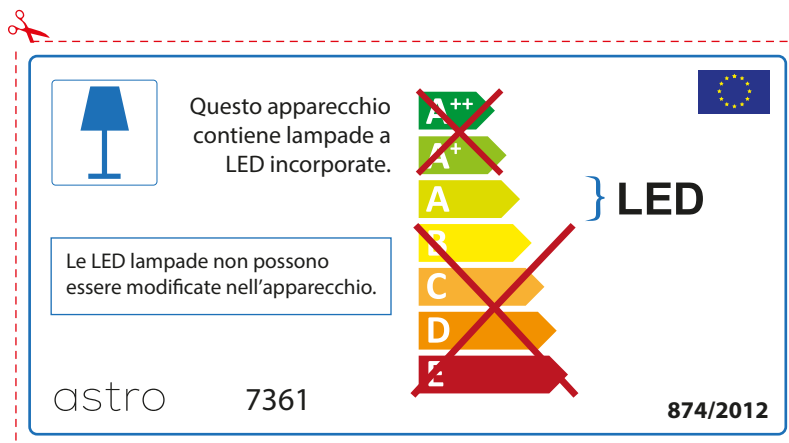 Questo apparecchio
contiene lampade a
LED incorporate.
Le LED lampade non possono
essere modificate nell'apparecchio.
A++
A+
A
B
C
D
E
} LED
astro
7361
874/2012